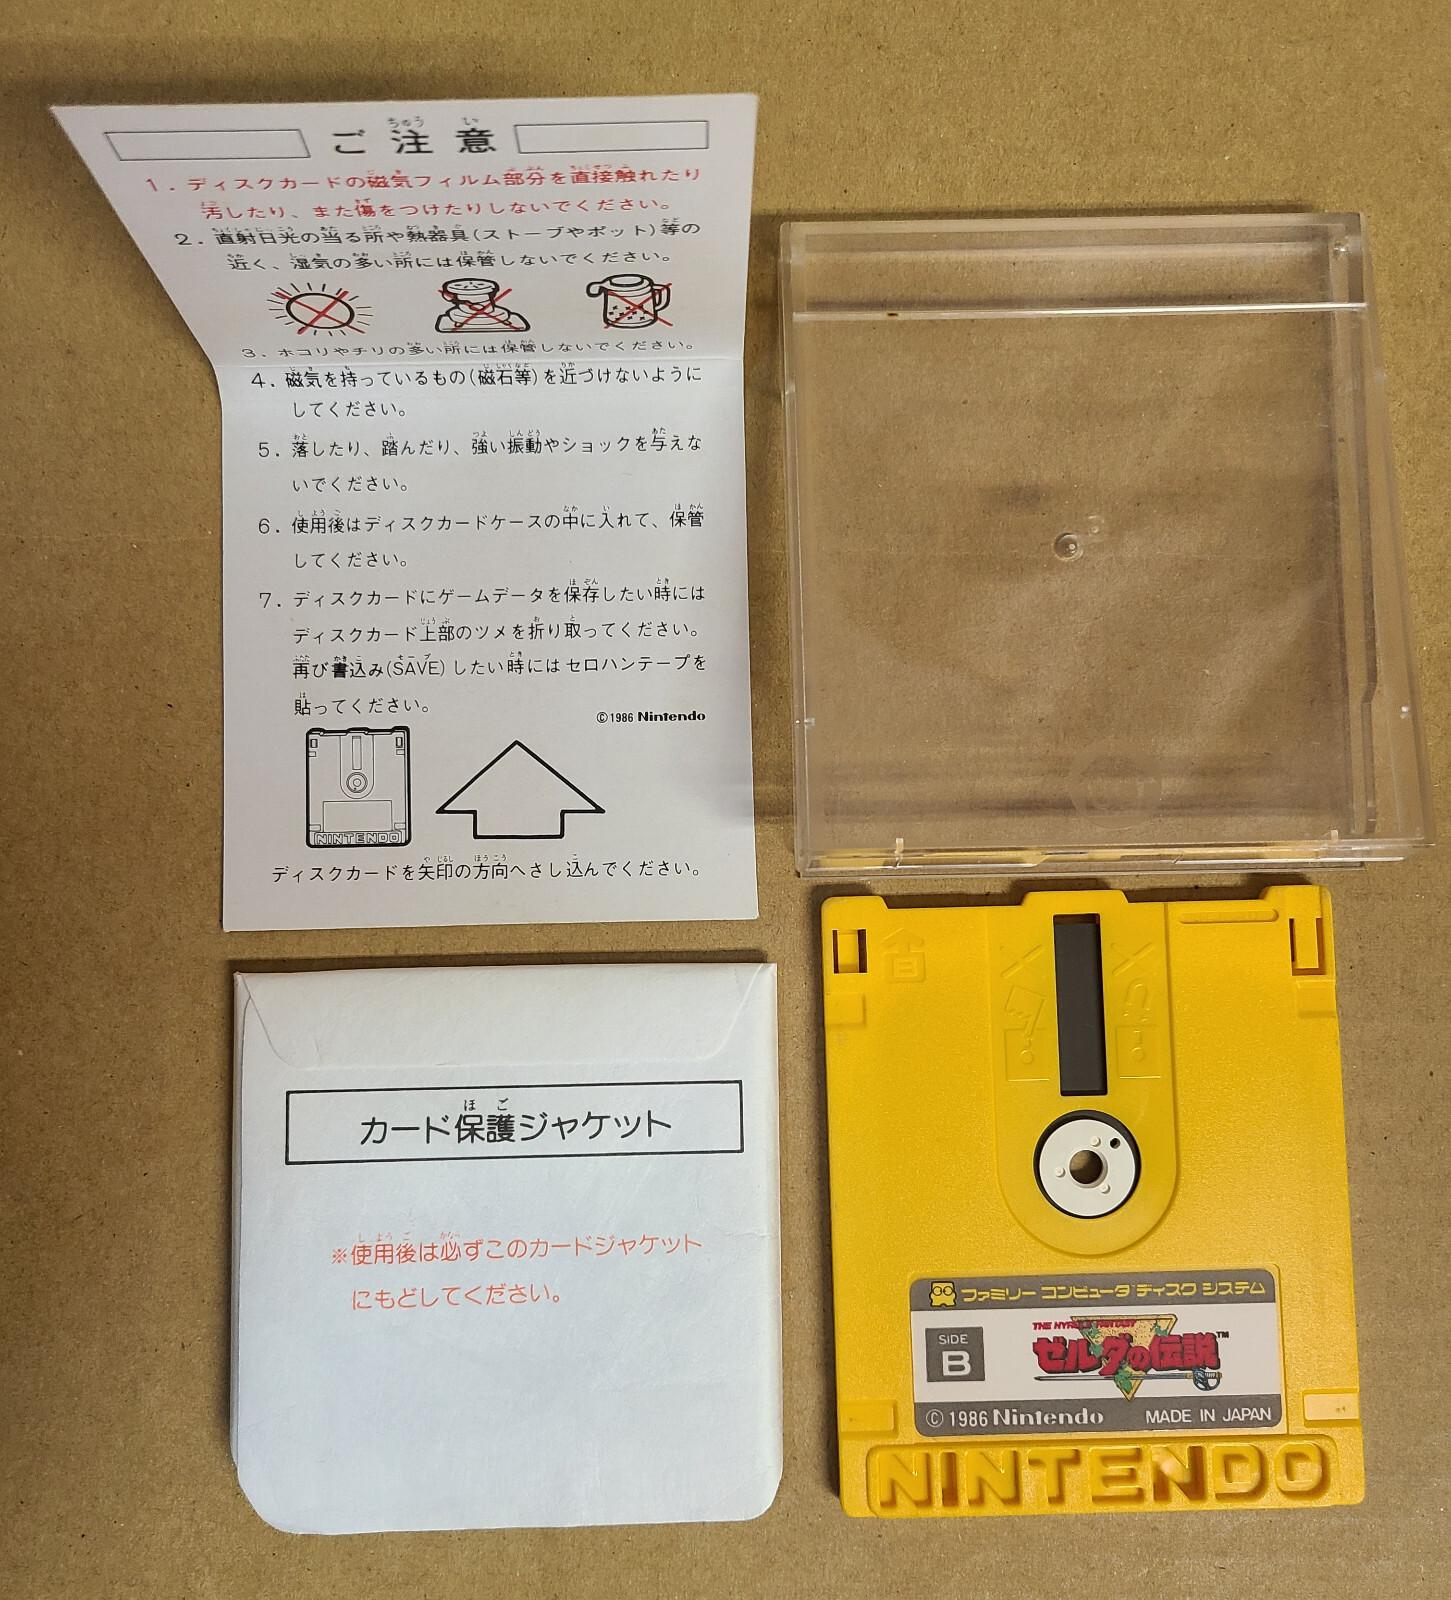 ご注意
1. ディスクカードの磁気フィルム部分を直接触れたり
汚したり、また傷をつけたりしないでください。
2. 直射日光の当る所や熱器具(ストーブやポット)等の
近く、湿気の多い所には保管しないでください。
3. ホコリやチリの多い所には保管しないでください。
4. 磁気を持っているもの(磁石等)を近づけないように
してください。
5. 落したり、踏んだり、強い振動やショックを与えな
いでください。
6. 使用後はディスクカードケースの中に入れて、保管
してください。
7. ディスクカードにゲームデータを保存したい時には
ディスクカード上部のツメを折り取ってください。
再び書込み(SAVE)したい時にはセロハンテープを
貼ってください。
©1986 Nintendo
NINTENDO
ディスクカードを矢印の方向へさし込んでください。
カード保護ジャケット
※使用後は必ずこのカードジャケット
にもどしてください。
ファミリー コンピュータ ディスク システム
SIDE
B
THE HYRULE FANTASY
ゼルダの伝説™
© 1986 Nintendo MADE IN JAPAN
NINTENDO